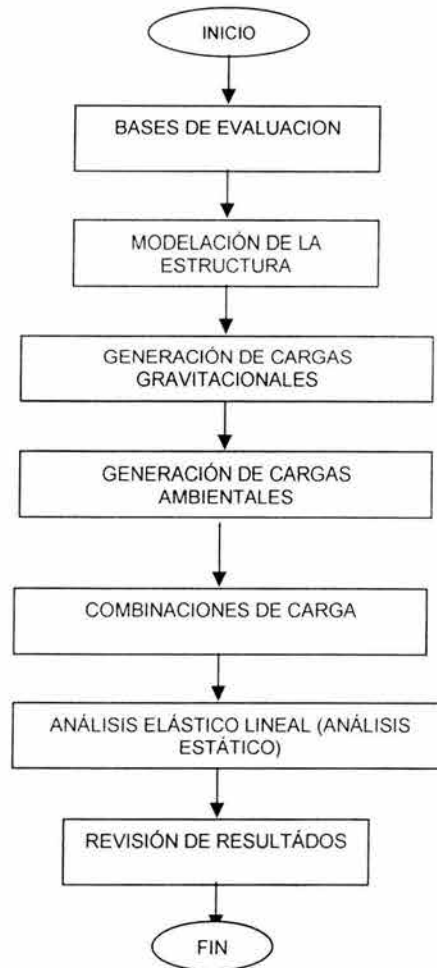 INICIO
BASES DE EVALUACION
MODELACIÓN DE LA
ESTRUCTURA
GENERACIÓN DE CARGAS
GRAVITACIONALES
GENERACIÓN DE CARGAS
AMBIENTALES
COMBINACIONES DE CARGA
ANÁLISIS ELÁSTICO LINEAL (ANÁLISIS
ESTÁTICO)
REVISIÓN DE RESULTÁDOS
FIN